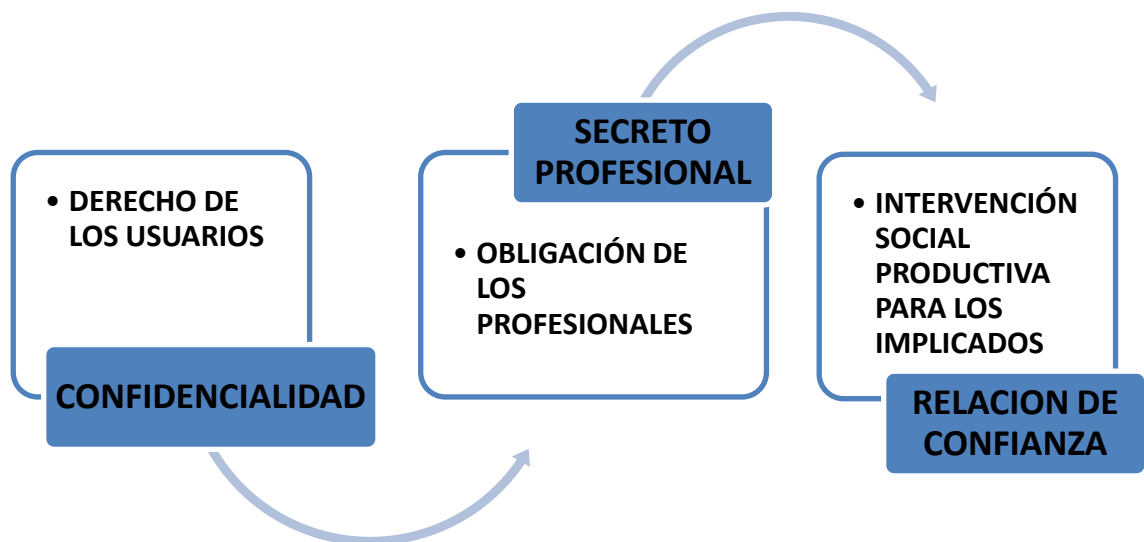 • DERECHO DE
LOS USUARIOS
CONFIDENCIALIDAD
SECRETO
PROFESIONAL
• OBLIGACIÓN DE
LOS
PROFESIONALES
• INTERVENCIÓN
SOCIAL
PRODUCTIVA
PARA LOS
IMPLICADOS
RELACION DE
CONFIANZA